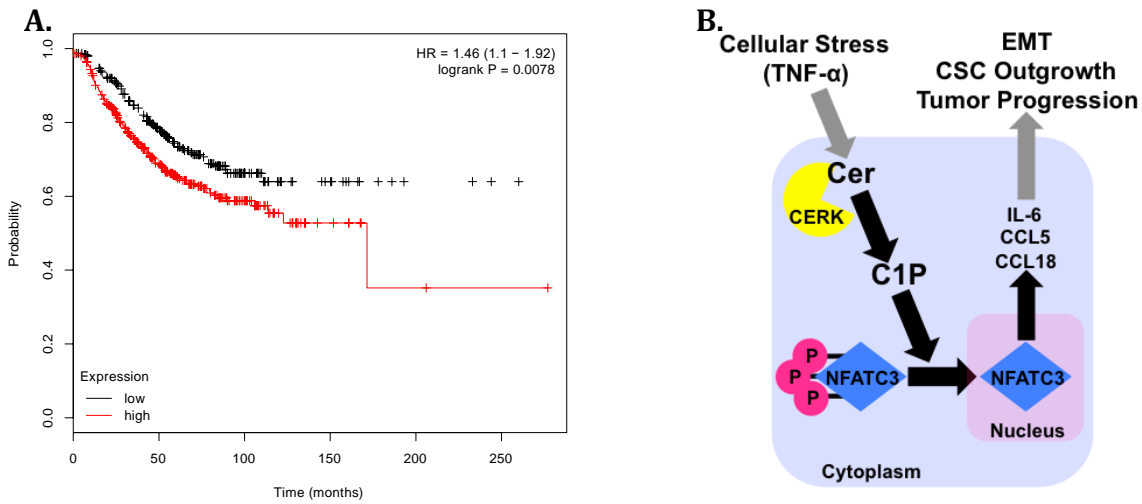 A.
HR = 1.46 (1.1 − 1.92)
logrank P = 0.0078
Probability
1.0
0.8
0.6
0.4
0.2
0.0
Expression
low
high
0 50 100 150 200 250
Time (months)
B.
Cellular Stress
(TNF-α)
EMT
CSC Outgrowth
Tumor Progression
Cer
CERK
C1P
IL-6
CCL5
CCL18
P
P
P
NFATC3
NFATC3
Nucleus
Cytoplasm